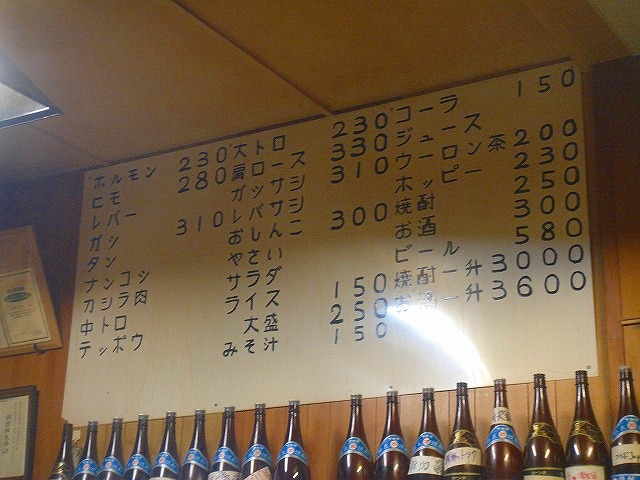 ホルモン 230
ヒモ 280
レバー
ガツ
タン 310
ナンコツ
カシラ肉
中トロ
テッポウ
大トロ 230
肩ロース 330
ガツサシ 310
レバサシ
おしんこ
やさい
サラダ 300
ライス 150
大盛 250
みそ汁 150
コーラ 150
ジュース
ウーロン茶 200
ホッピー 230
焼酎 250
お酒 300
ビール 580
焼酎一升 3000
お酒一升 3600